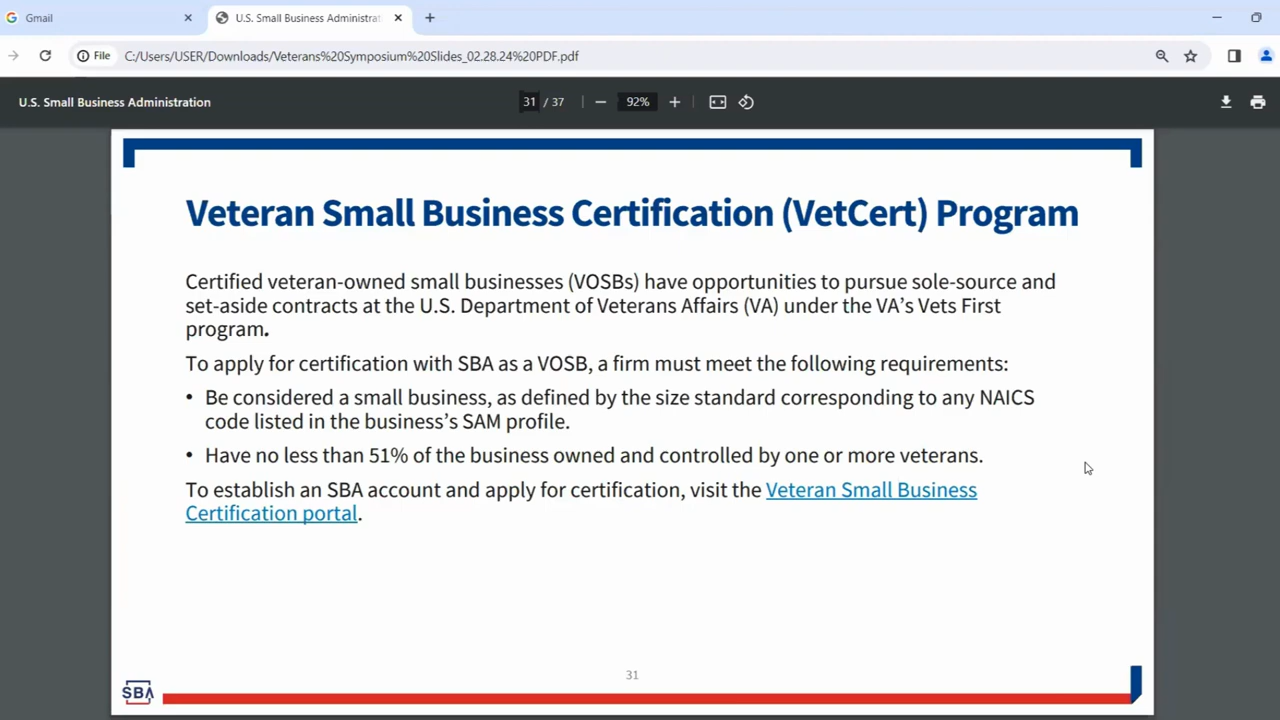 Gmail
U.S. Small Business Administrat
File
C:/Users/USER/Downloads/Veterans%20Symposium%20Slides_02.28.24%20PDF.pdf
U.S. Small Business Administration
31 / 37
92%
Veteran Small Business Certification (VetCert) Program
Certified veteran-owned small businesses (VOSBs) have opportunities to pursue sole-source and
set-aside contracts at the U.S. Department of Veterans Affairs (VA) under the VA’s Vets First
program.
To apply for certification with SBA as a VOSB, a firm must meet the following requirements:
• Be considered a small business, as defined by the size standard corresponding to any NAICS
code listed in the business’s SAM profile.
• Have no less than 51% of the business owned and controlled by one or more veterans.
To establish an SBA account and apply for certification, visit the Veteran Small Business
Certification portal.
31
SBA